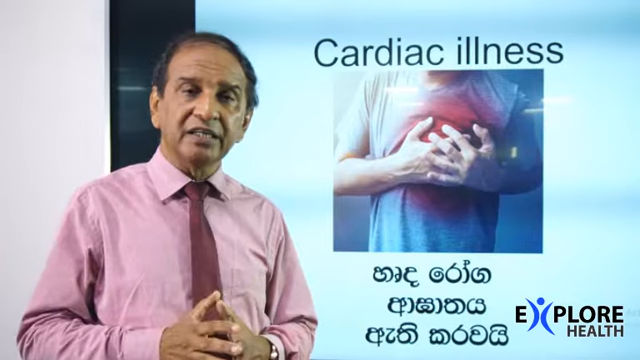 Cardiac illness
හෘද රෝග
ආඝාතය
ඇති කරවයි
EXPLORE
HEALTH